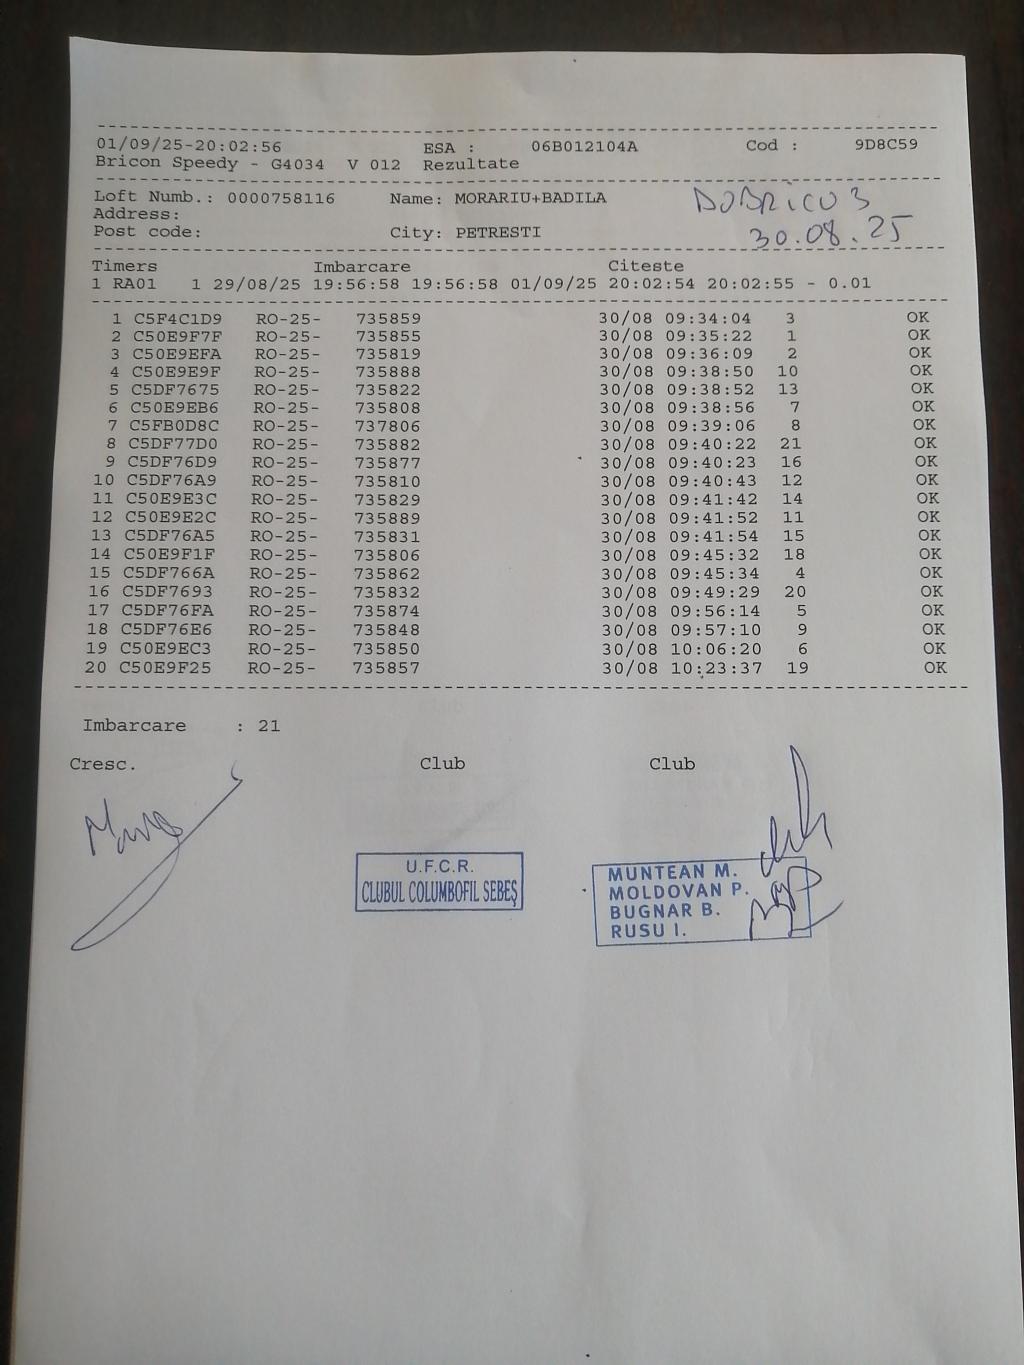 01/09/25-20:02:56 ESA : 06B012104A Cod : 9D8C59
Bricon Speedy - G4034 V 012 Rezultate
Loft Numb.: 0000758116 Name: MORARIU+BADILA DOBRICU 3
Address:
Post code: City: PETRESTI 30.08.25
Timers Imbarcare Citeste
1 RA01 1 29/08/25 19:56:58 19:56:58 01/09/25 20:02:54 20:02:55 - 0.01
1 C5F4C1D9 RO-25- 735859 30/08 09:34:04 3 OK
2 C50E9F7F RO-25- 735855 30/08 09:35:22 1 OK
3 C50E9EFA RO-25- 735819 30/08 09:36:09 2 OK
4 C50E9E9F RO-25- 735888 30/08 09:38:50 10 OK
5 C5DF7675 RO-25- 735822 30/08 09:38:52 13 OK
6 C50E9EB6 RO-25- 735808 30/08 09:38:56 7 OK
7 C5FB0D8C RO-25- 737806 30/08 09:39:06 8 OK
8 C5DF77D0 RO-25- 735882 30/08 09:40:22 21 OK
9 C5DF76D9 RO-25- 735877 30/08 09:40:23 16 OK
10 C5DF76A9 RO-25- 735810 30/08 09:40:43 12 OK
11 C50E9E3C RO-25- 735829 30/08 09:41:42 14 OK
12 C50E9E2C RO-25- 735889 30/08 09:41:52 11 OK
13 C5DF76A5 RO-25- 735831 30/08 09:41:54 15 OK
14 C50E9F1F RO-25- 735806 30/08 09:45:32 18 OK
15 C5DF766A RO-25- 735862 30/08 09:45:34 4 OK
16 C5DF7693 RO-25- 735832 30/08 09:49:29 20 OK
17 C5DF76FA RO-25- 735874 30/08 09:56:14 5 OK
18 C5DF76E6 RO-25- 735848 30/08 09:57:10 9 OK
19 C50E9EC3 RO-25- 735850 30/08 10:06:20 6 OK
20 C50E9F25 RO-25- 735857 30/08 10:23:37 19 OK
Imbarcare : 21
Cresc. Club Club
U.F.C.R.
CLUBUL COLUMBOFIL SEBEȘ
MUNTEAN M.
MOLDOVAN P.
BUGNAR B.
RUSU I.